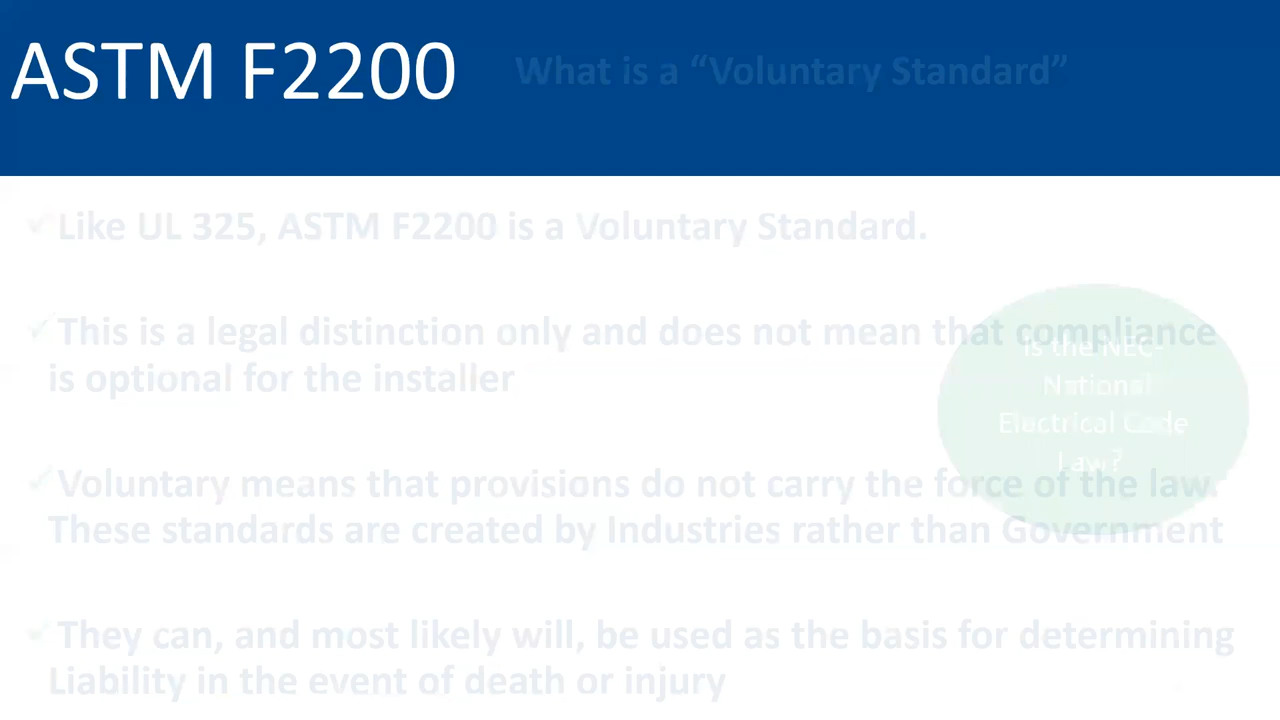 ASTM F2200
What is a “Voluntary Standard”
Like UL 325, ASTM F2200 is a Voluntary Standard.
This is a legal distinction only and does not mean that compliance
is optional for the installer
Is the NEC-
National
Electrical Code
Law?
Voluntary means that provisions do not carry the force of the law.
These standards are created by Industries rather than Government
They can, and most likely will, be used as the basis for determining
Liability in the event of death or injury